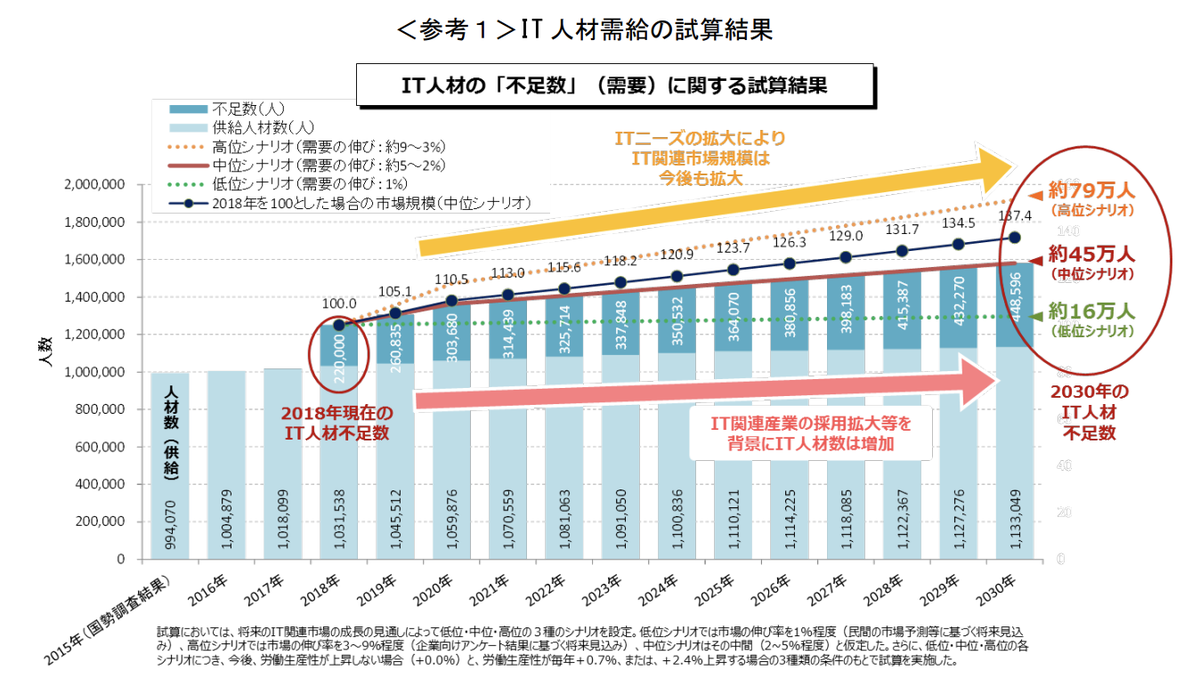 ＜参考１＞IT 人材需給の試算結果
IT人材の「不足数」（需要）に関する試算結果
不足数(人)
供給人材数(人)
高位シナリオ(需要の伸び：約9～3%)
中位シナリオ(需要の伸び：約5～2%)
低位シナリオ(需要の伸び：1%)
2018年を100とした場合の市場規模(中位シナリオ)
ITニーズの拡大により
IT関連市場規模は
今後も拡大
人数
2,000,000
1,800,000
1,600,000
1,400,000
1,200,000
1,000,000
800,000
600,000
400,000
200,000
0
100.0
105.1
110.5
113.0
115.6
118.2
120.9
123.7
126.3
129.0
131.7
134.5
137.4
220,000
260,835
303,680
314,439
325,714
337,848
350,532
364,070
380,856
398,183
415,387
432,270
448,596
約79万人
(高位シナリオ)
約45万人
(中位シナリオ)
約16万人
(低位シナリオ)
2018年現在の
IT人材不足数
2030年の
IT人材
不足数
IT関連産業の採用拡大等を
背景にIT人材数は増加
人材数（供給）
994,070
1,004,879
1,018,099
1,031,538
1,045,512
1,059,876
1,070,559
1,081,063
1,091,050
1,100,836
1,110,121
1,114,225
1,118,085
1,122,367
1,127,276
1,133,049
140
40
20
0
2015年(国勢調査結果)
2016年
2017年
2018年
2019年
2020年
2021年
2022年
2023年
2024年
2025年
2026年
2027年
2028年
2029年
2030年
試算においては、将来のIT関連市場の成長の見通しによって低位・中位・高位の３種のシナリオを設定。低位シナリオでは市場の伸び率を1%程度（民間の市場予測等に基づく将来見込
み）、高位シナリオでは市場の伸び率を3～9%程度（企業向けアンケート結果に基づく将来見込み）、中位シナリオはその中間（2～5%程度）と仮定した。さらに、低位・中位・高位の各
シナリオにつき、今後、労働生産性が上昇しない場合（+0.0%）と、労働生産性が毎年+0.7%、または、+2.4%上昇する場合の3種類の条件のもとで試算を実施した。